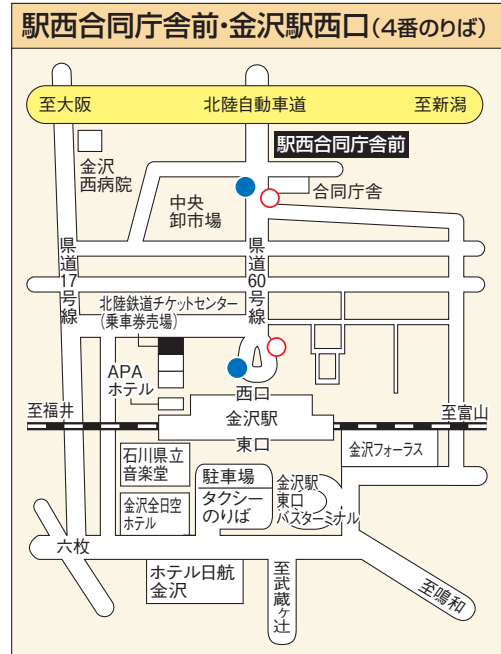 駅西合同庁舎前・金沢駅西口(4番のりば)
至大阪
北陸自動車道
至新潟
駅西合同庁舎前
金沢
西病院
合同庁舎
中央
卸市場
県道17号線
県道60号線
北陸鉄道チケットセンター
(乗車券売場)
APA
ホテル
西口
至福井
金沢駅
至富山
東口
石川県立
音楽堂
金沢フォーラス
駐車場
タクシー
のりば
金沢駅
東口
バスターミナル
金沢全日空
ホテル
六枚
ホテル日航
金沢
至武蔵ヶ辻
至鳴和